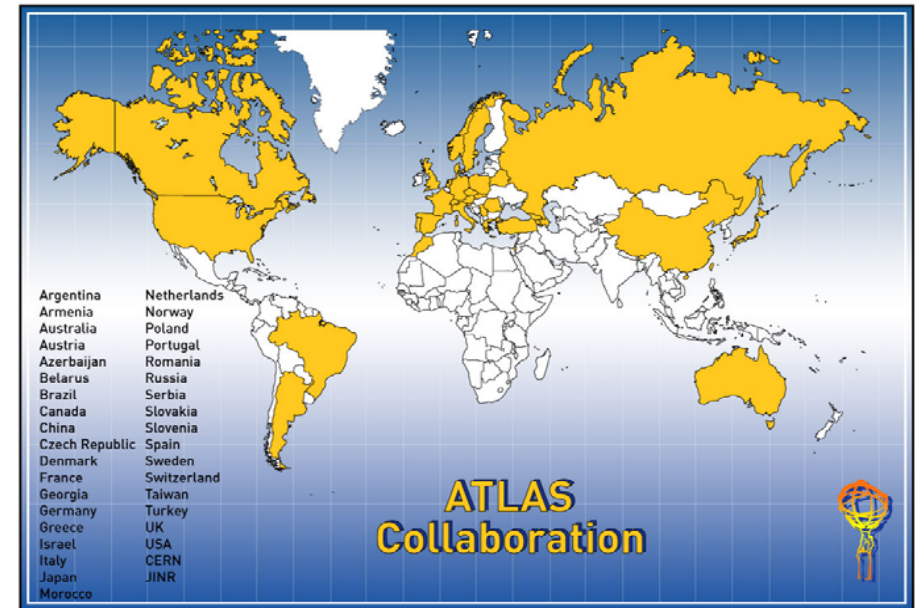 Argentina
Armenia
Australia
Austria
Azerbaijan
Belarus
Brazil
Canada
China
Czech Republic
Denmark
France
Georgia
Germany
Greece
Israel
Italy
Japan
Morocco
Netherlands
Norway
Poland
Portugal
Romania
Russia
Serbia
Slovakia
Slovenia
Spain
Sweden
Switzerland
Taiwan
Turkey
UK
USA
CERN
JINR
ATLAS
Collaboration